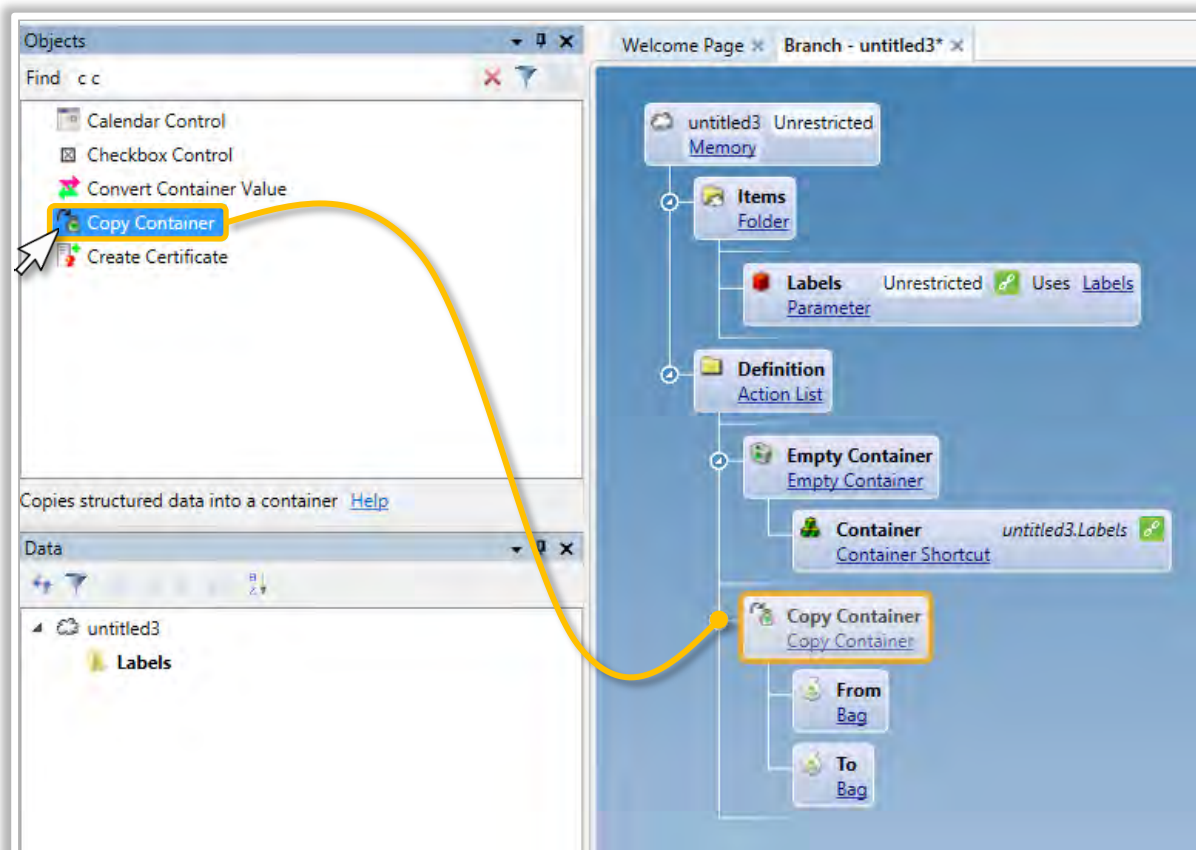 Objects
Find c c
Calendar Control
Checkbox Control
Convert Container Value
Copy Container
Create Certificate
Copies structured data into a container Help
Data
untitled3
Labels
Welcome Page
Branch - untitled3*
untitled3 Unrestricted
Memory
Items
Folder
Labels Unrestricted Uses Labels
Parameter
Definition
Action List
Empty Container
Empty Container
Container untitled3.Labels
Container Shortcut
Copy Container
Copy Container
From
Bag
To
Bag